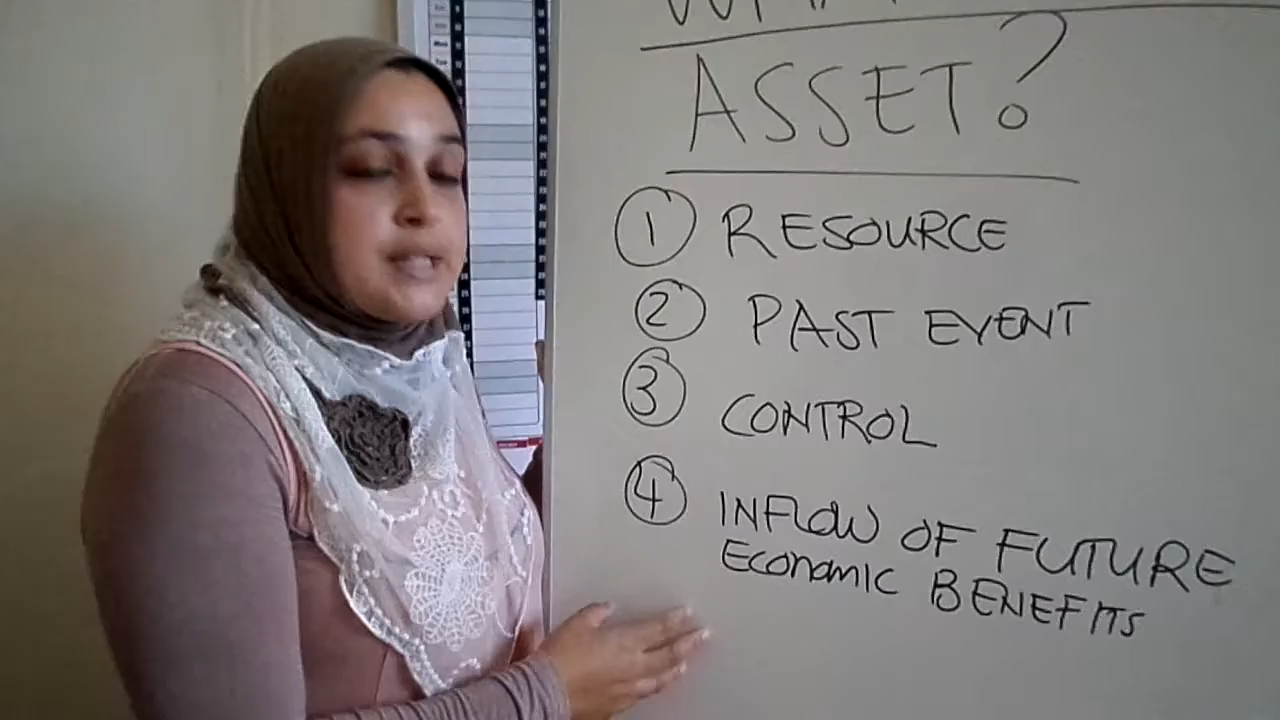 ASSET?
1 RESOURCE
2 PAST EVENT
3 CONTROL
4 INFLOW OF FUTURE
ECONOMIC BENEFITS